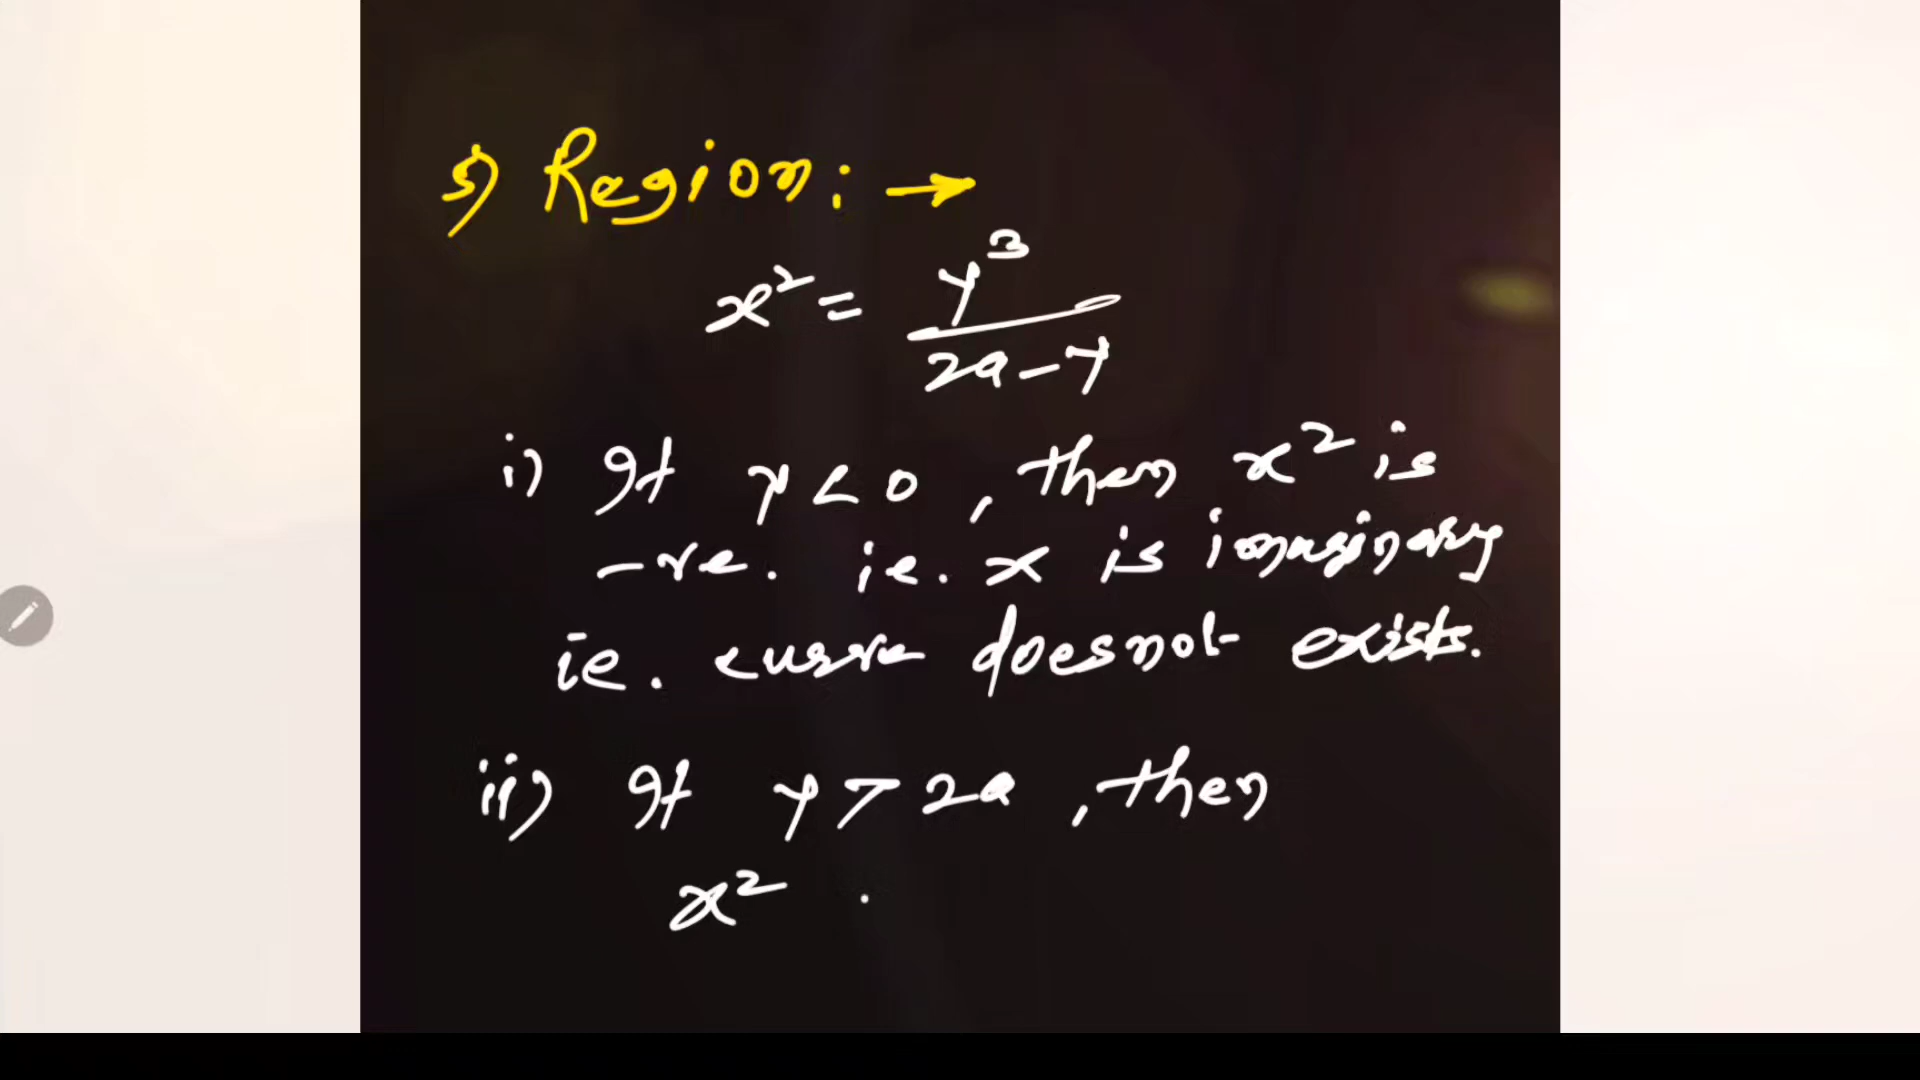 5) Region: →
x² = y³ / 2a-y
i) If y < 0, then x² is
-ve. ie. x is imaginary
ie. curve doesnot exists.
ii) If y > 2a, then
x² .